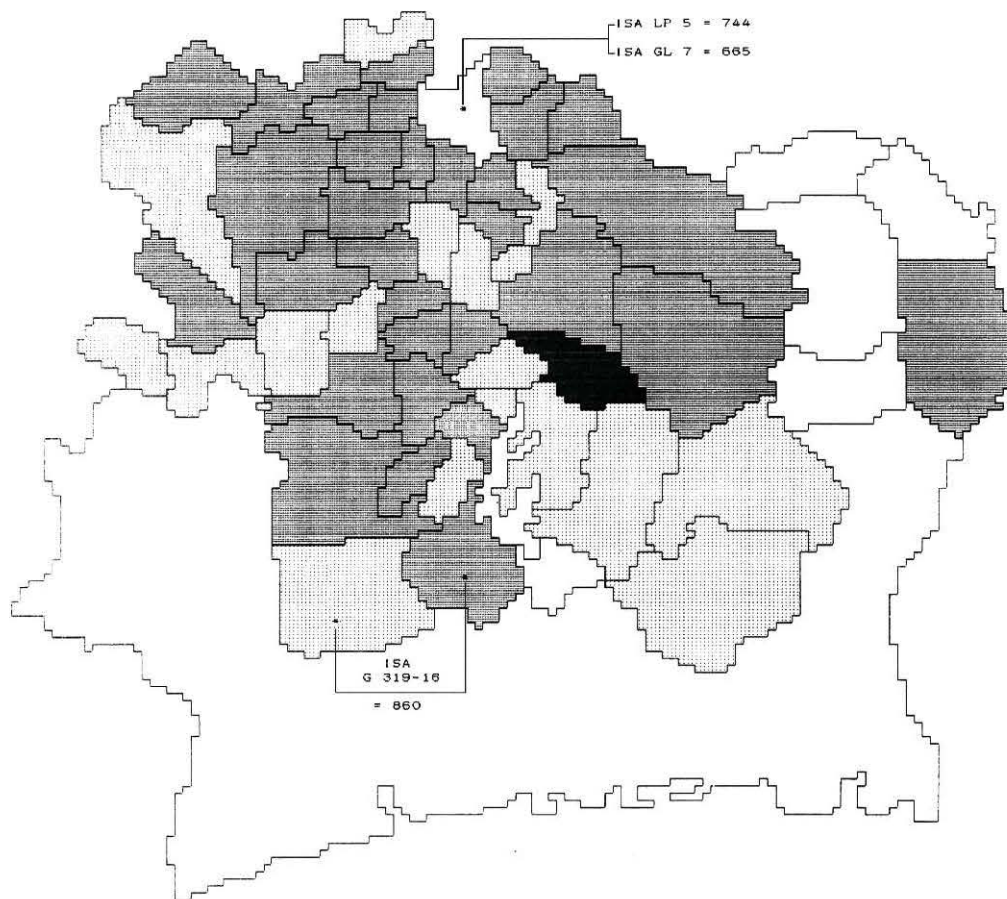 ISA LP 5 = 744
ISA GL 7 = 665
ISA
G 319-16
= 860